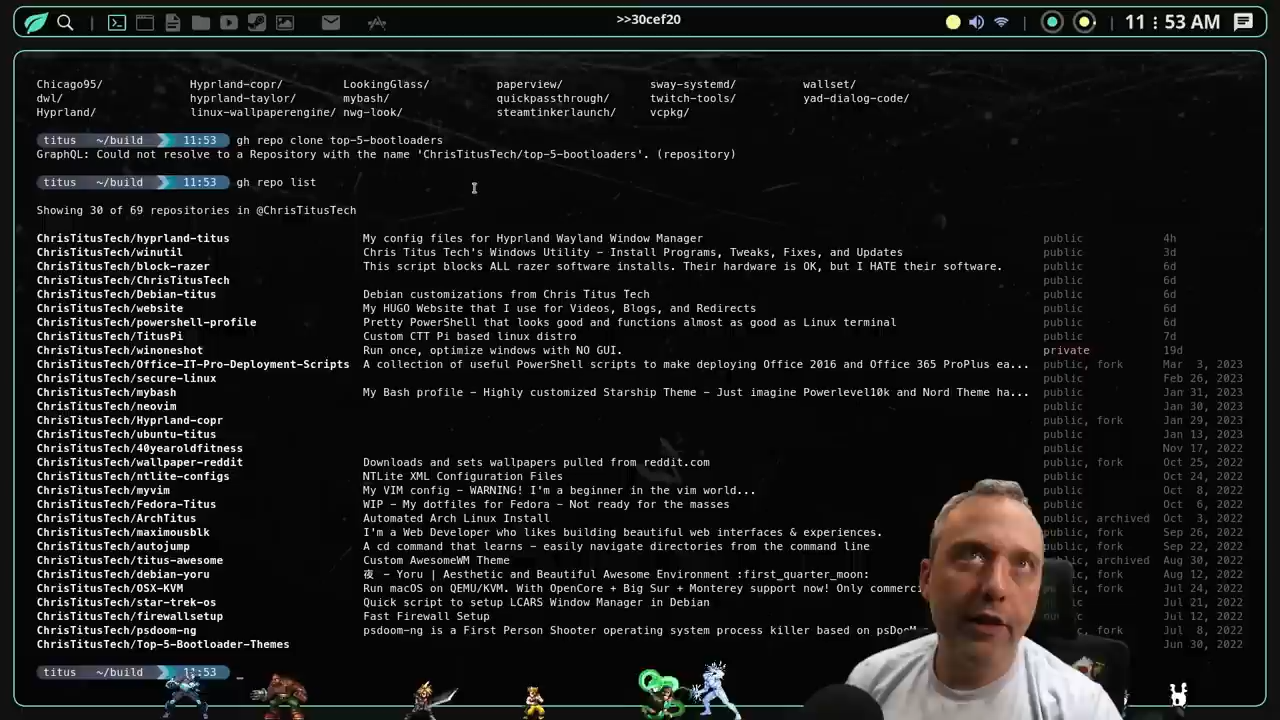 >>30cef20
11 : 53 AM
Chicago95/ Hyprland-copr/ LookingGlass/ paperview/ sway-systemd/ wallset/
dwl/ hyprland-taylor/ mybash/ quickpassthrough/ twitch-tools/ yad-dialog-code/
Hyprland/ linux-wallpaperengine/ nwg-look/ steamtinkerlaunch/ vcpkg/
titus ~/build 11:53 gh repo clone top-5-bootloaders
GraphQL: Could not resolve to a Repository with the name 'ChrisTitusTech/top-5-bootloaders'. (repository)
titus ~/build 11:53 gh repo list
Showing 30 of 69 repositories in @ChrisTitusTech
ChrisTitusTech/hyprland-titus My config files for Hyprland Wayland Window Manager public 4h
ChrisTitusTech/winutil Chris Titus Tech's Windows Utility - Install Programs, Tweaks, Fixes, and Updates public 3d
ChrisTitusTech/block-razer This script blocks ALL razer software installs. Their hardware is OK, but I HATE their software. public 6d
ChrisTitusTech/ChrisTitusTech public 6d
ChrisTitusTech/Debian-titus Debian customizations from Chris Titus Tech public 6d
ChrisTitusTech/website My HUGO Website that I use for Videos, Blogs, and Redirects public 6d
ChrisTitusTech/powershell-profile Pretty PowerShell that looks good and functions almost as good as Linux terminal public 6d
ChrisTitusTech/TitusPi Custom CTT Pi based linux distro public 7d
ChrisTitusTech/winoneshot Run once, optimize windows with NO GUI. private 19d
ChrisTitusTech/Office-IT-Pro-Deployment-Scripts A collection of useful PowerShell scripts to make deploying Office 2016 and Office 365 ProPlus ea... public, fork Mar 3, 2023
ChrisTitusTech/secure-linux public Feb 26, 2023
ChrisTitusTech/mybash My Bash profile - Highly customized Starship Theme - Just imagine Powerlevel10k and Nord Theme ha... public Jan 31, 2023
ChrisTitusTech/neovim public Jan 30, 2023
ChrisTitusTech/Hyprland-copr public, fork Jan 29, 2023
ChrisTitusTech/ubuntu-titus public Jan 13, 2023
ChrisTitusTech/40yearoldfitness public Nov 17, 2022
ChrisTitusTech/wallpaper-reddit Downloads and sets wallpapers pulled from reddit.com public, fork Oct 25, 2022
ChrisTitusTech/ntlite-configs NTLite XML Configuration Files public Oct 24, 2022
ChrisTitusTech/myvim My VIM config - WARNING! I'm a beginner in the vim world... public Oct 8, 2022
ChrisTitusTech/Fedora-Titus WIP - My dotfiles for Fedora - Not ready for the masses public Oct 6, 2022
ChrisTitusTech/ArchTitus Automated Arch Linux Install public, archived Oct 3, 2022
ChrisTitusTech/maximousblk I'm a Web Developer who likes building beautiful web interfaces & experiences. public, fork Sep 26, 2022
ChrisTitusTech/autojump A cd command that learns - easily navigate directories from the command line public, fork Sep 22, 2022
ChrisTitusTech/titus-awesome Custom AwesomeWM Theme archived Aug 30, 2022
ChrisTitusTech/debian-yoru 夜 - Yoru | Aesthetic and Beautiful Awesome Environment :first_quarter_moon: fork Aug 12, 2022
ChrisTitusTech/OSX-KVM Run macOS on QEMU/KVM. With OpenCore + Big Sur + Monterey support now! Only fork Jul 24, 2022
ChrisTitusTech/star-trek-os Quick script to setup LCARS Window Manager in Debian Jul 21, 2022
ChrisTitusTech/firewallsetup Fast Firewall Setup Jul 12, 2022
ChrisTitusTech/psdoom-ng psdoom-ng is a First Person Shooter operating system process killer based on psDooM fork Jul 8, 2022
ChrisTitusTech/Top-5-Bootloader-Themes Jun 30, 2022
titus ~/build 11:53 _